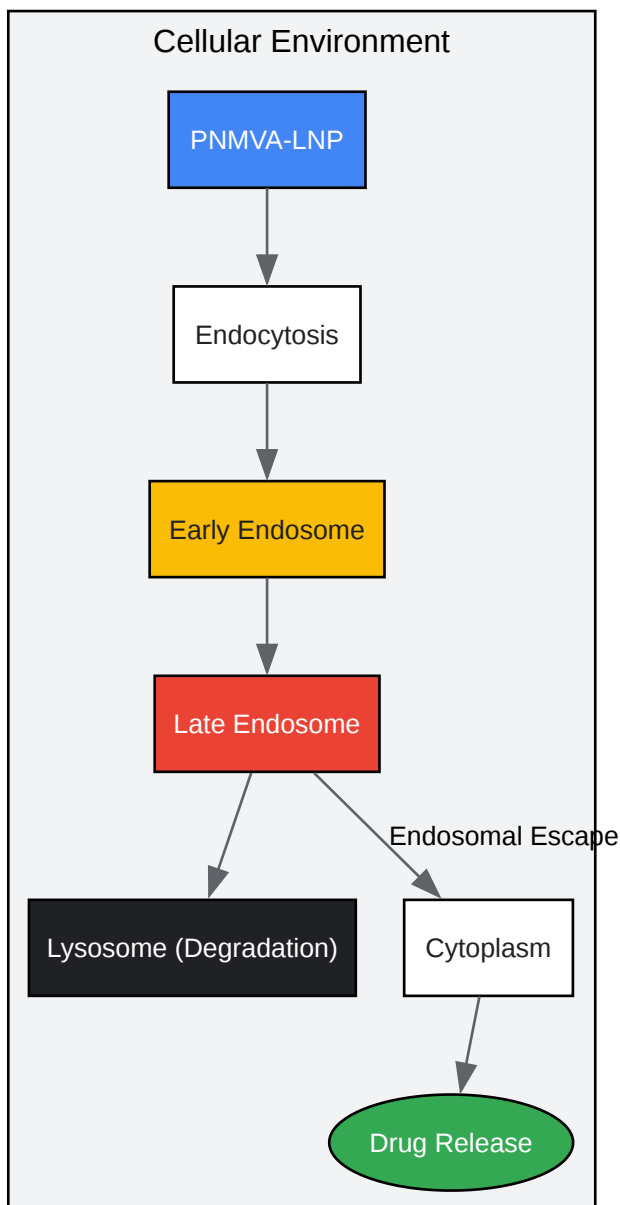 Cellular Environment
PNMVA-LNP
Endocytosis
Early Endosome
Late Endosome
Endosomal Escape
Lysosome (Degradation)
Cytoplasm
Drug Release